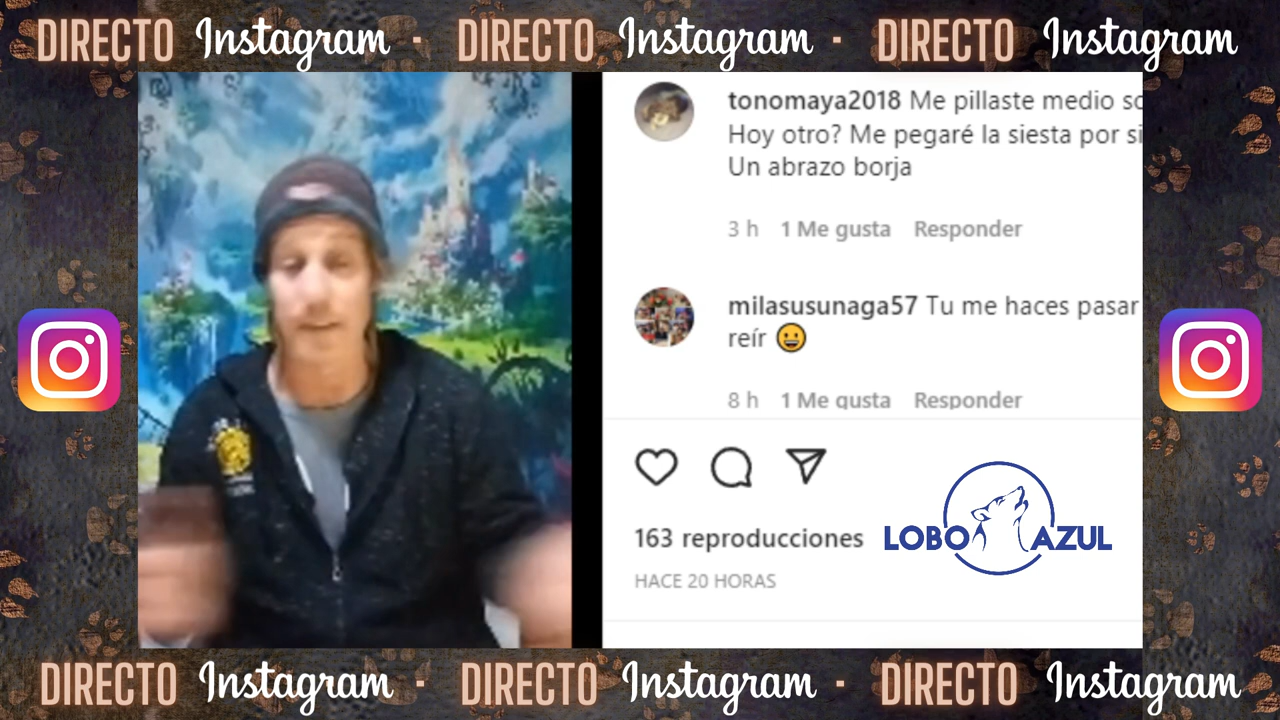 DIRECTO Instagram · DIRECTO Instagram · DIRECTO Instagram
tonomaya2018 Me pillaste medio
Hoy otro? Me pegaré la siesta por si
Un abrazo borja
3 h 1 Me gusta Responder
milasusunaga57 Tu me haces pasar
reír 😀
8 h 1 Me gusta Responder
163 reproducciones
LOBO AZUL
HACE 20 HORAS
DIRECTO Instagram · DIRECTO Instagram · DIRECTO Instagram